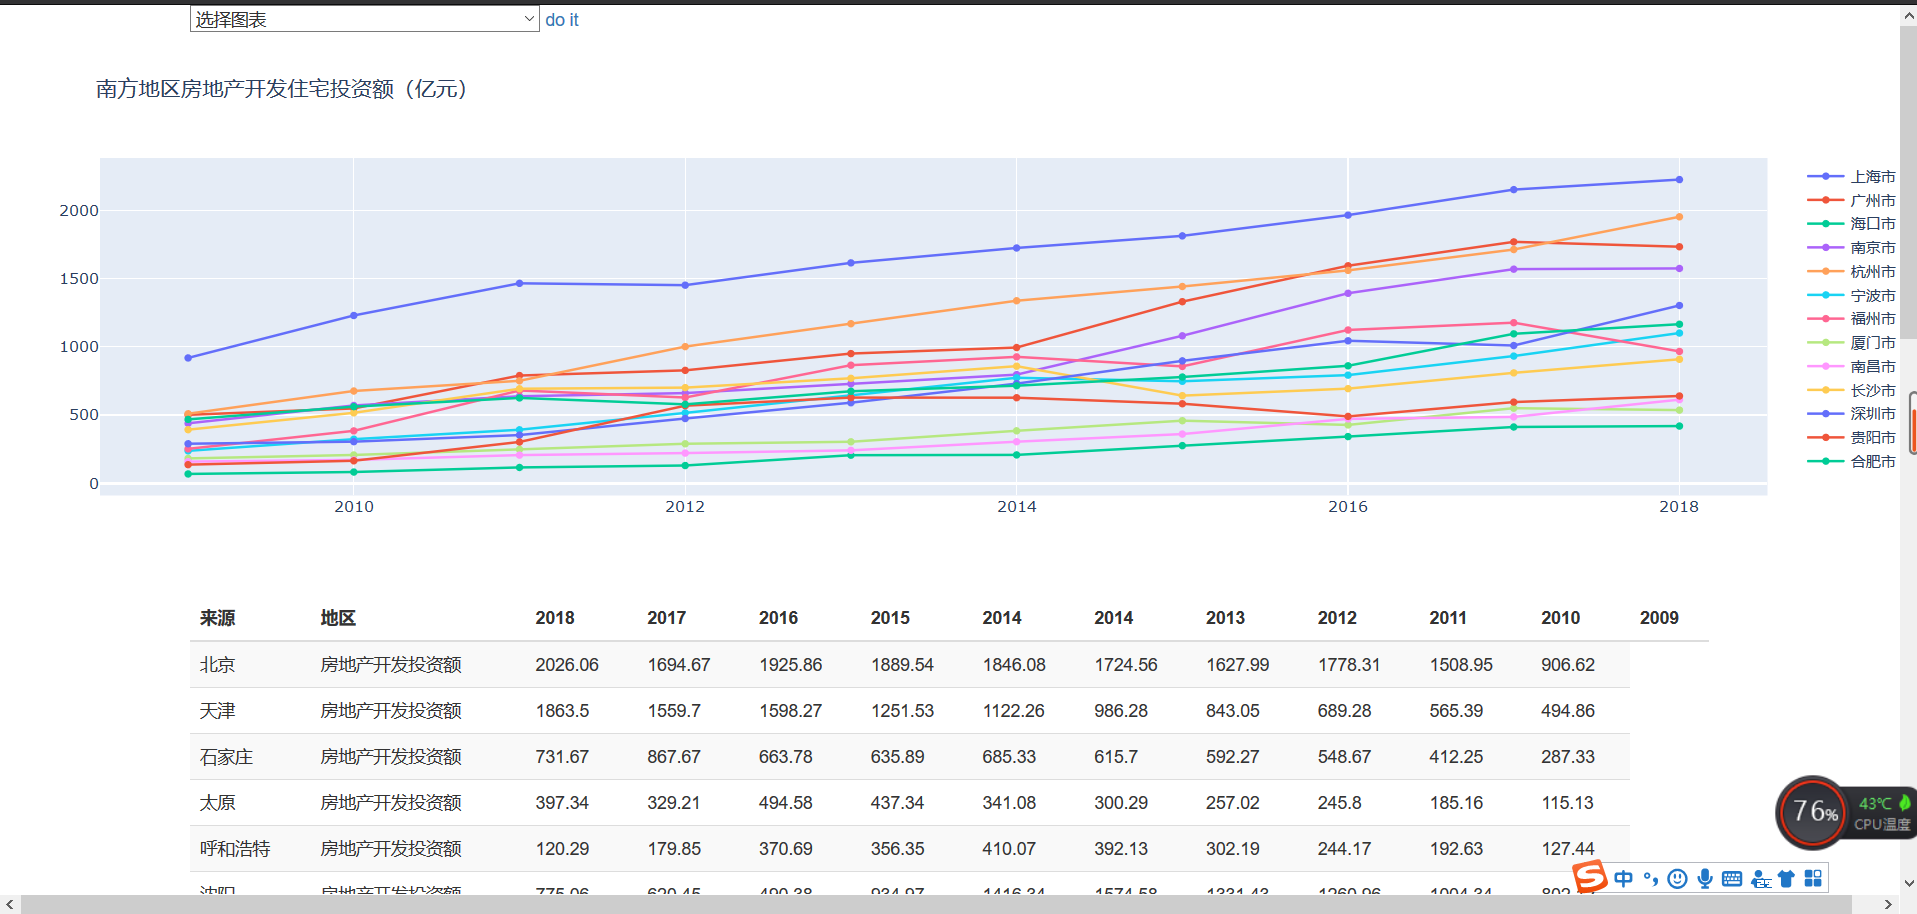 选择图表 do it
南方地区房地产开发住宅投资额（亿元）
2000
1500
1000
500
0
2010 2012 2014 2016 2018
上海市
广州市
海口市
南京市
杭州市
宁波市
福州市
厦门市
南昌市
长沙市
深圳市
贵阳市
合肥市
来源 地区 2018 2017 2016 2015 2014 2014 2013 2012 2011 2010 2009
北京 房地产开发投资额 2026.06 1694.67 1925.86 1889.54 1846.08 1724.56 1627.99 1778.31 1508.95 906.62
天津 房地产开发投资额 1863.5 1559.7 1598.27 1251.53 1122.26 986.28 843.05 689.28 565.39 494.86
石家庄 房地产开发投资额 731.67 867.67 663.78 635.89 685.33 615.7 592.27 548.67 412.25 287.33
太原 房地产开发投资额 397.34 329.21 494.58 437.34 341.08 300.29 257.02 245.8 185.16 115.13
呼和浩特 房地产开发投资额 120.29 179.85 370.69 356.35 410.07 392.13 302.19 244.17 192.63 127.44
沈阳 房地产开发投资额
76%
43℃
CPU温度
中